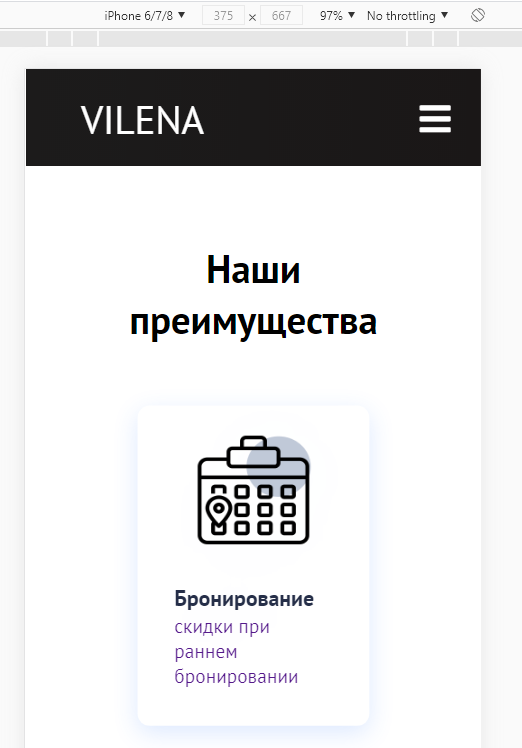 iPhone 6/7/8 ▼ 375 × 667 97% ▼ No throttling ▼
VILENA
Наши
преимущества
Бронирование
скидки при
раннем
бронировании